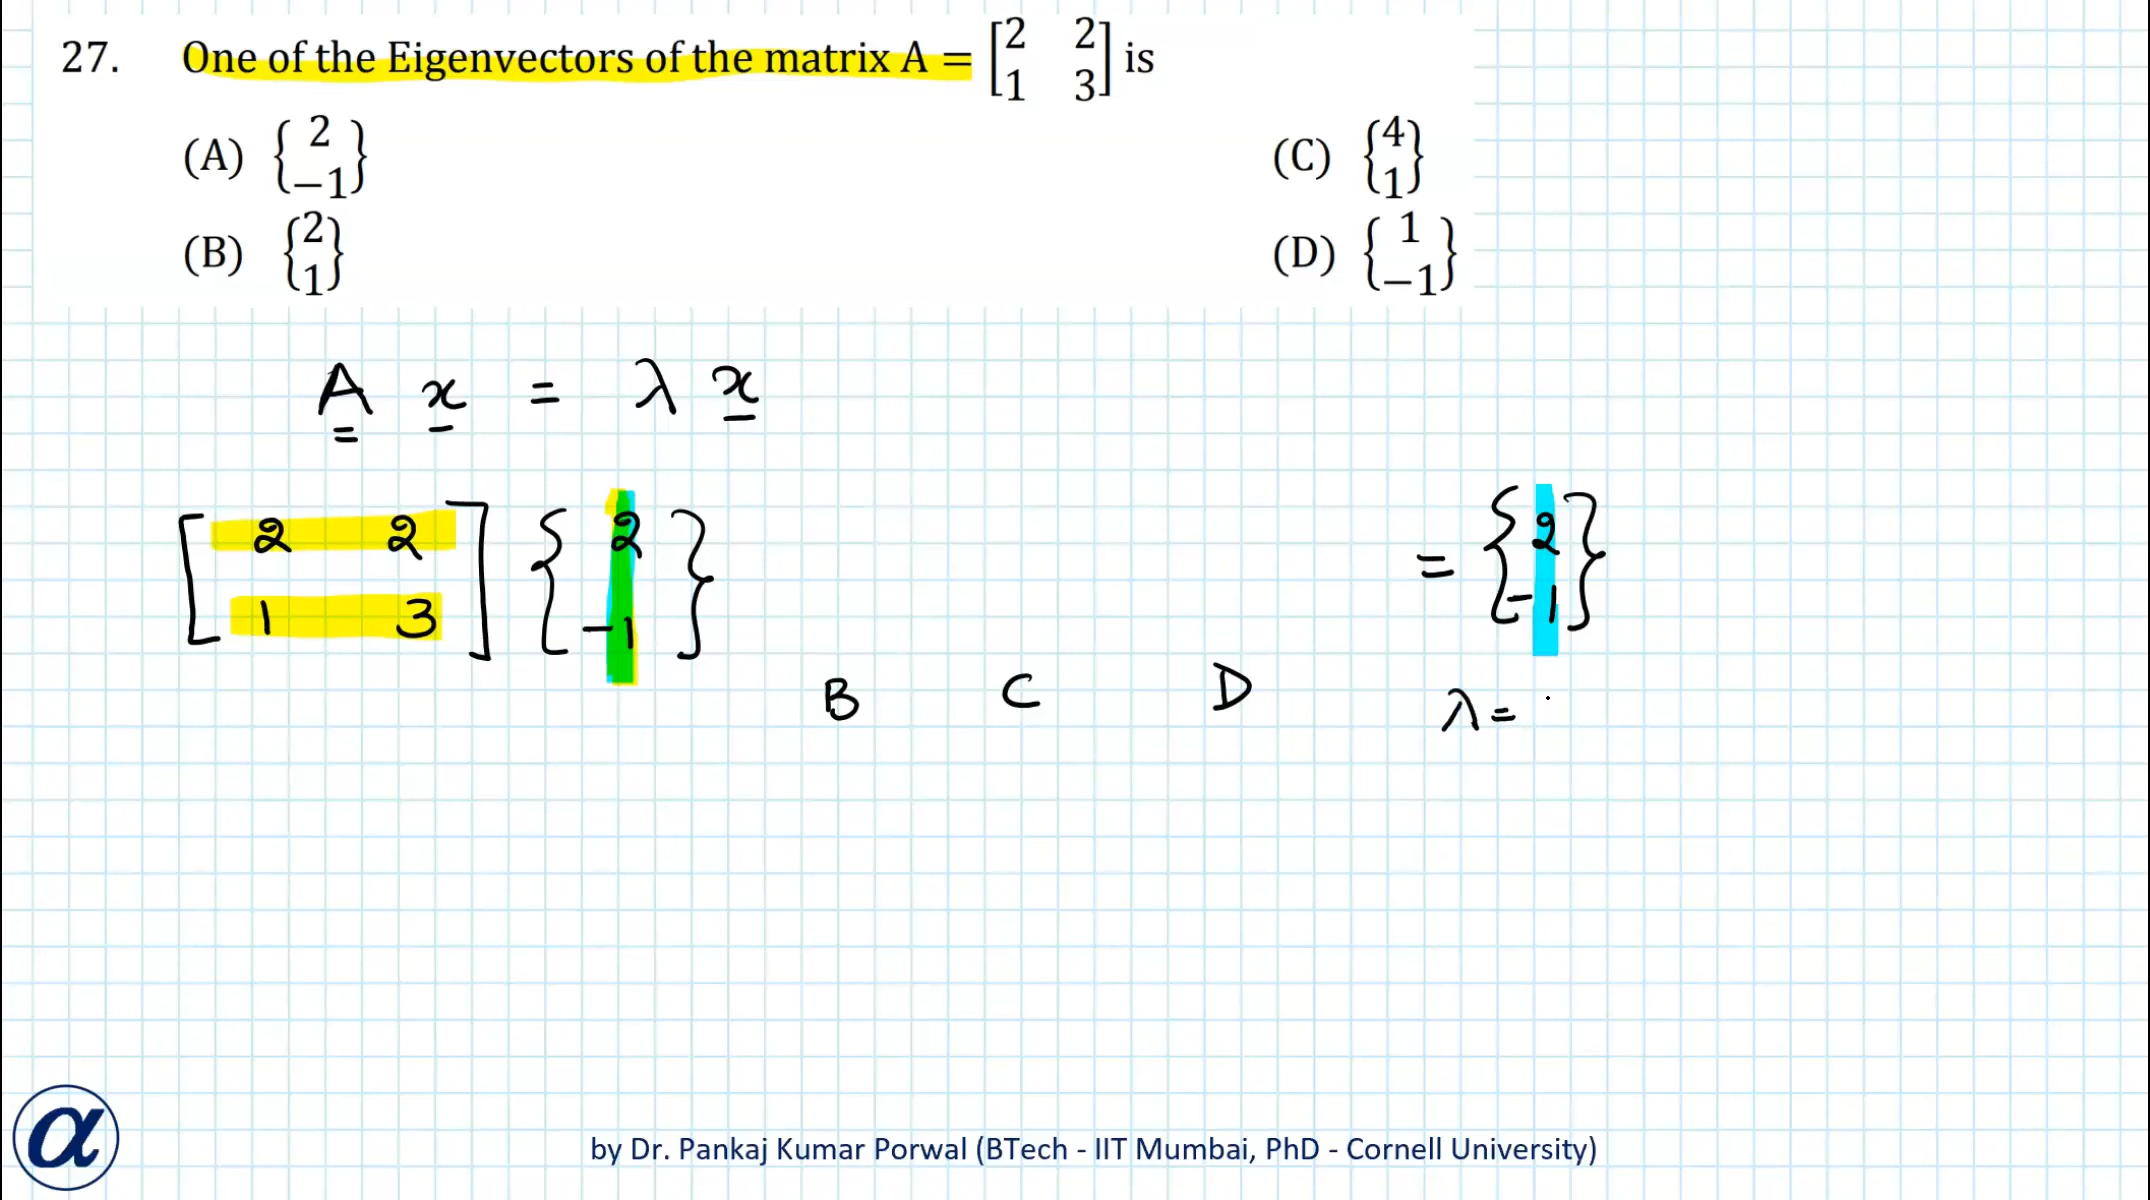 27. One of the Eigenvectors of the matrix A = [2 2; 1 3] is
(A) {2; −1}
(C) {4; 1}
(B) {2; 1}
(D) {1; −1}
A x = λ x
[2 2; 1 3] {2; −1} = {2; −1}
B C D λ =
α
by Dr. Pankaj Kumar Porwal (BTech - IIT Mumbai, PhD - Cornell University)